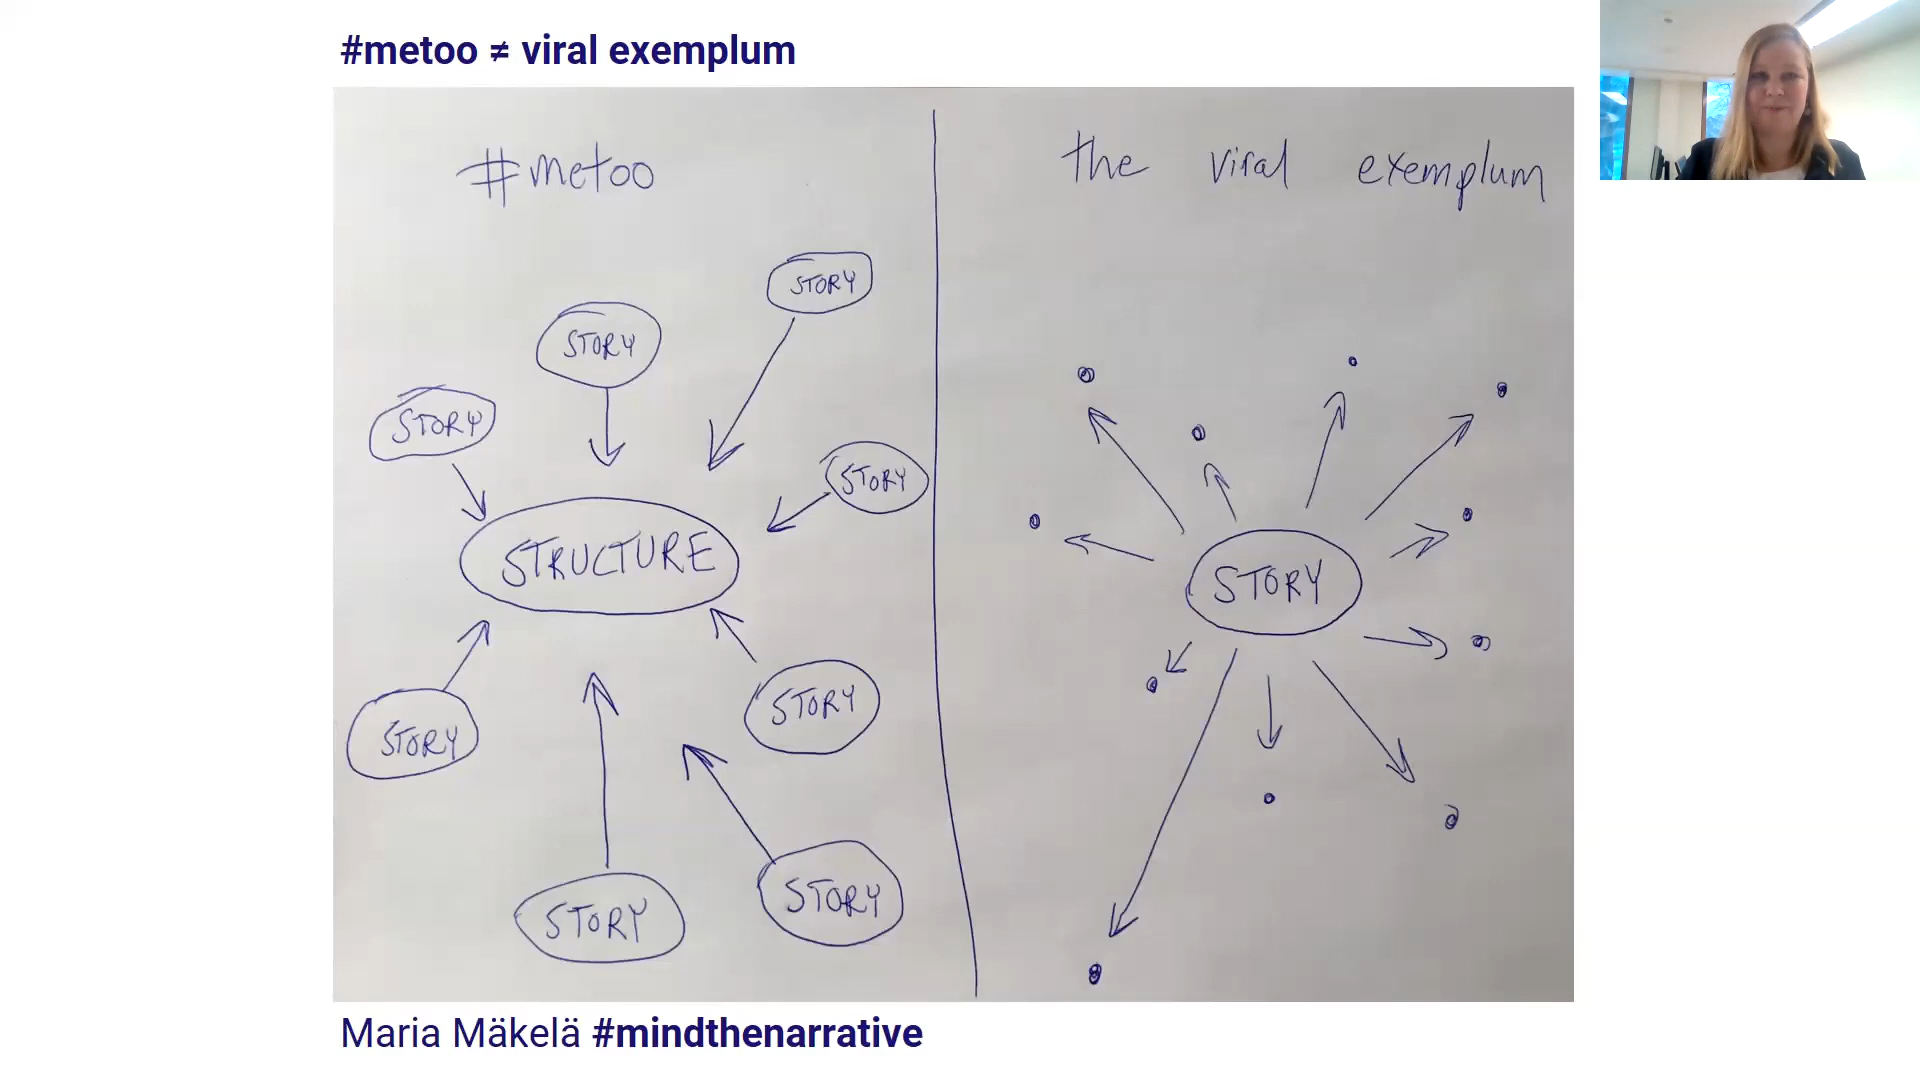 #metoo ≠ viral exemplum
#metoo
STORY
STORY
STORY
STORY
STRUCTURE
STORY
STORY
STORY
STORY
the viral exemplum
STORY
Maria Mäkelä #mindthenarrative